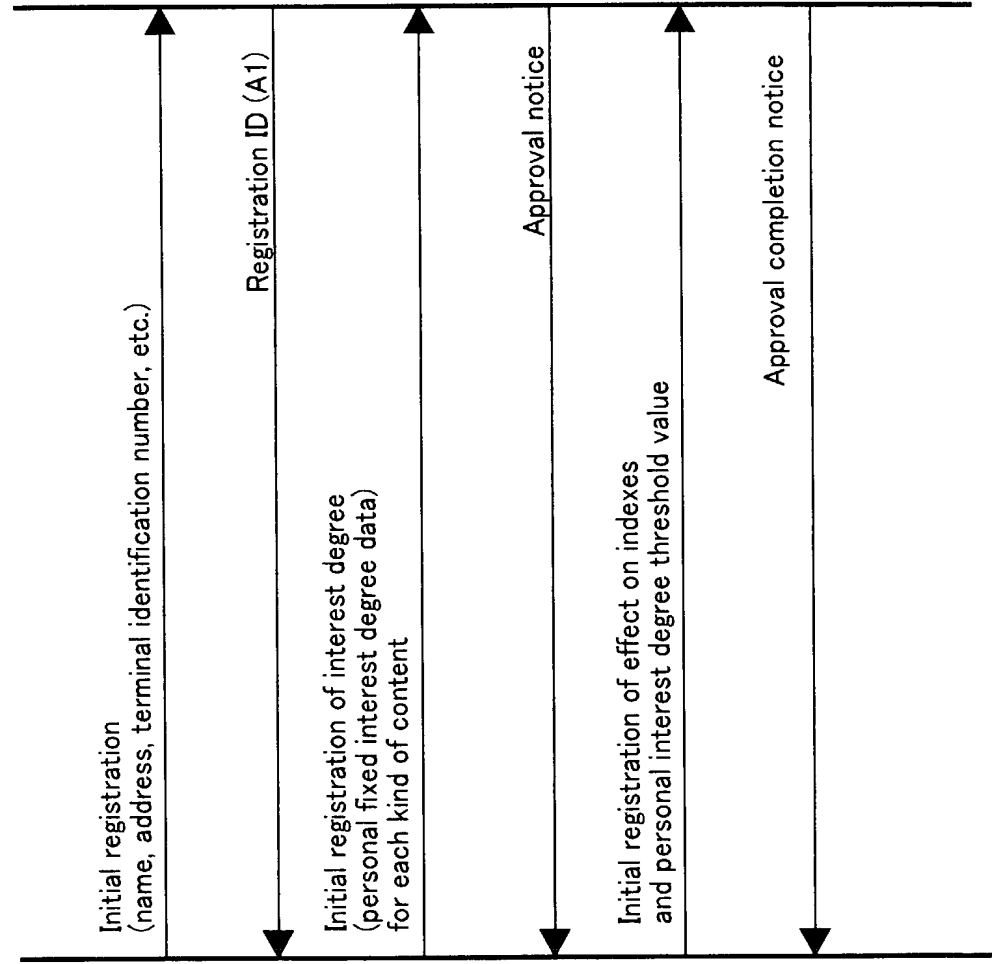 Initial registration
(name, address, terminal identification number, etc.)
Registration ID (A1)
Initial registration of interest degree
(personal fixed interest degree data)
for each kind of content
Approval notice
Initial registration of effect on indexes
and personal interest degree threshold value
Approval completion notice